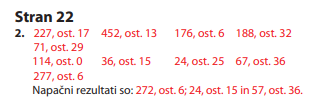 Stran 22
2. 227, ost. 17 452, ost. 13 176, ost. 6 188, ost. 32
71, ost. 29
114, ost. 0 36, ost. 15 24, ost. 25 67, ost. 36
277, ost. 6
Napačni rezultati so: 272, ost. 6; 24, ost. 15 in 57, ost. 36.